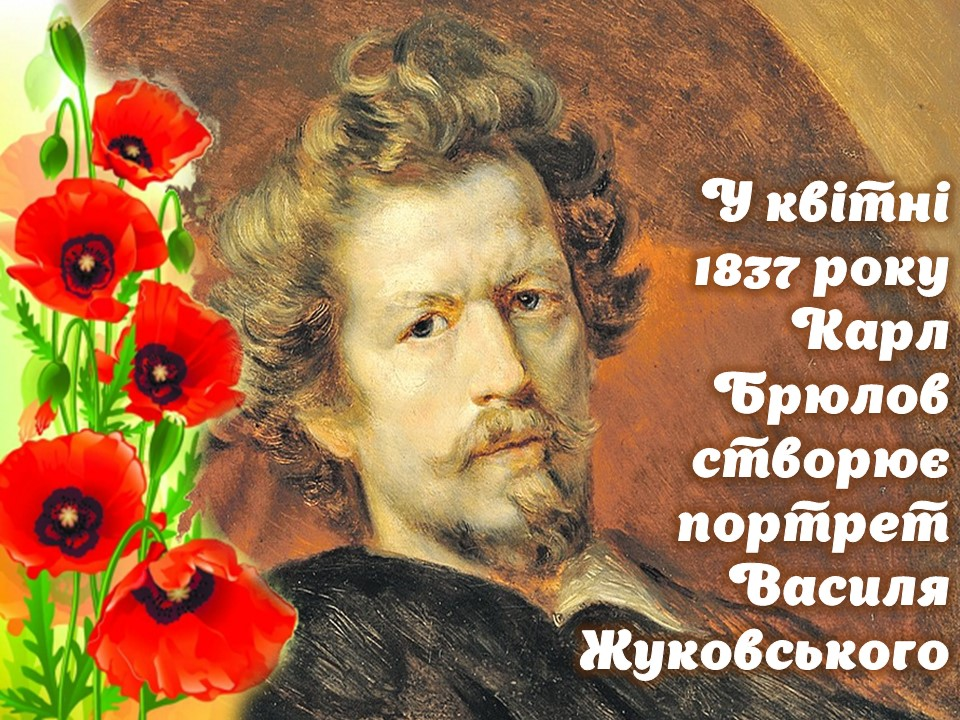 У квітні
1837 року
Карл
Брюлов
створює
портрет
Василя
Жуковського